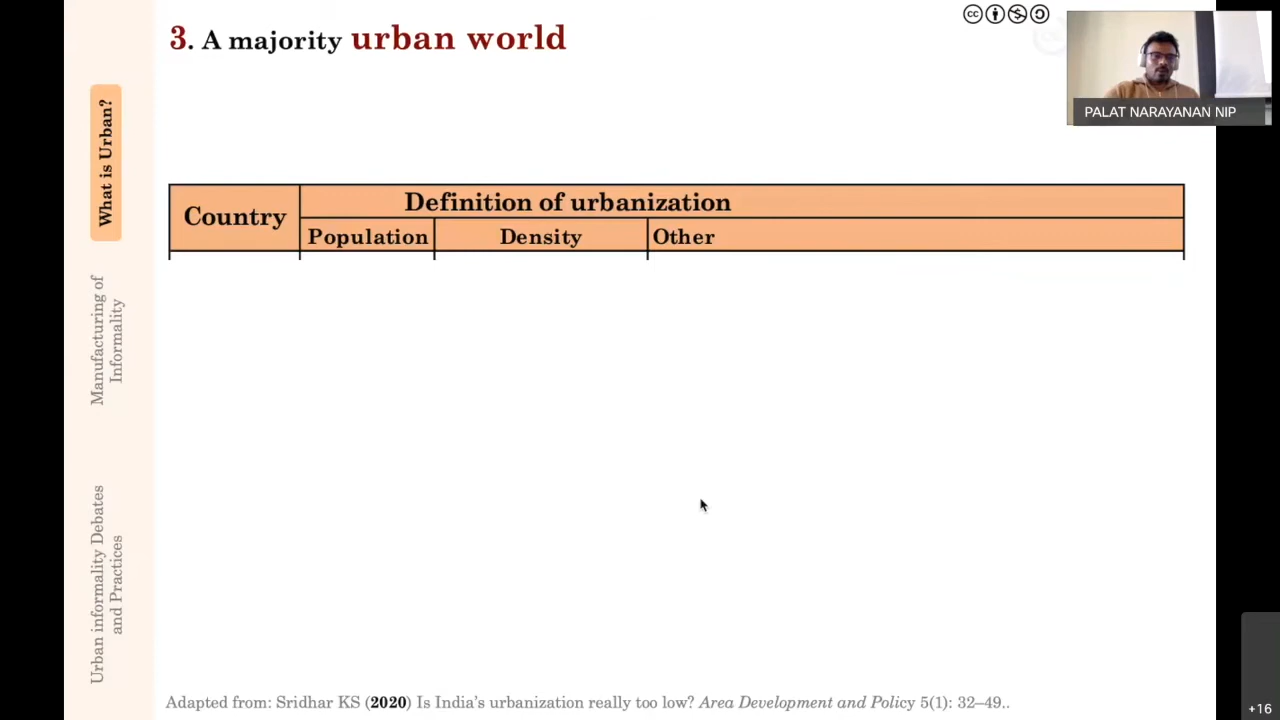 3. A majority urban world
PALAT NARAYANAN NIP
What is Urban?
Manufacturing of
Informality
Urban informality Debates
and Practices
Country
Definition of urbanization
Population
Density
Other
Adapted from: Sridhar KS (2020) Is India's urbanization really too low? Area Development and Policy 5(1): 32–49..
+16